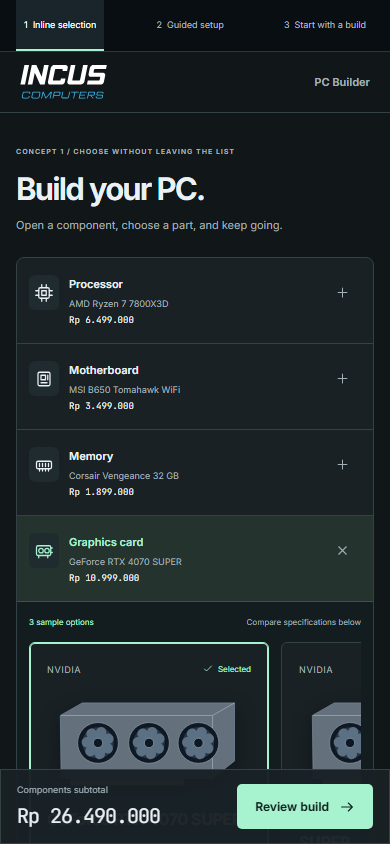 1 Inline selection
2 Guided setup
3 Start with a build
INCUS
COMPUTERS
PC Builder
CONCEPT 1 / CHOOSE WITHOUT LEAVING THE LIST
Build your PC.
Open a component, choose a part, and keep going.
Processor
AMD Ryzen 7 7800X3D
Rp 6.499.000
Motherboard
MSI B650 Tomahawk WiFi
Rp 3.499.000
Memory
Corsair Vengeance 32 GB
Rp 1.899.000
Graphics card
GeForce RTX 4070 SUPER
Rp 10.999.000
3 sample options
Compare specifications below
NVIDIA
Selected
NVIDIA
Components subtotal
Rp 26.490.000
Review build